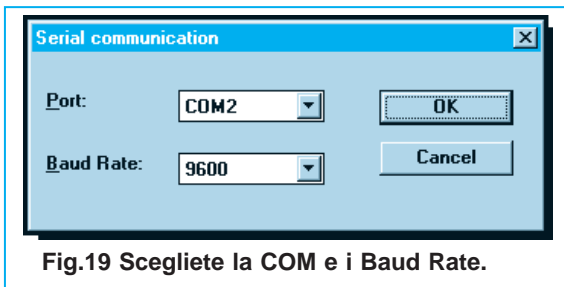 Serial communication
Port: COM2 OK
Baud Rate: 9600 Cancel
Fig.19 Scegliete la COM e i Baud Rate.